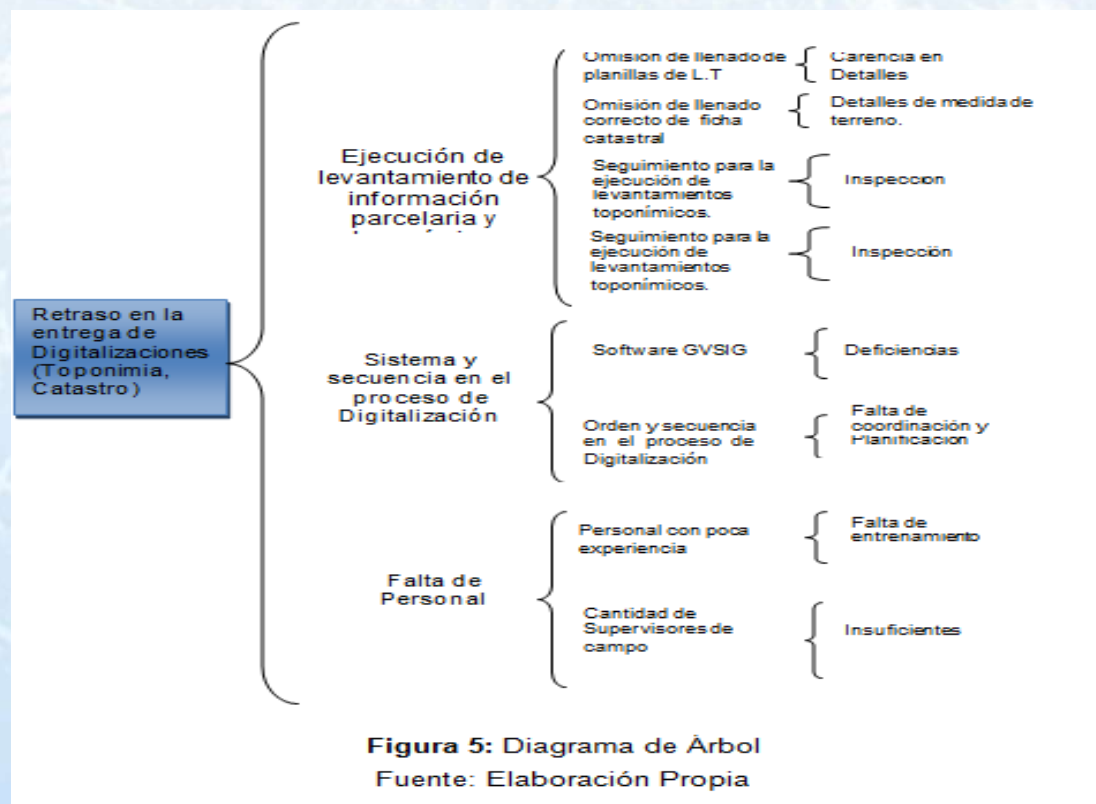 Retraso en la
entrega de
Digitalizaciones
(Toponimia,
Catastro)
Ejecución de
levantamiento de
información
parcelaria y
Omisión de llenado de
planillas de L.T
Carencia en
Detalles
Omisión de llenado
correcto de ficha
catastral
Detalles de medida de
terreno.
Seguimiento para la
ejecución de
levantamientos
toponímicos.
Inspección
Seguimiento para la
ejecución de
levantamientos
toponímicos.
Inspección
Sistema y
secuencia en el
proceso de
Digitalización
Software GVSIG
Deficiencias
Orden y secuencia
en el proceso de
Digitalización
Falta de
coordinación y
Planificación
Falta de
Personal
Personal con poca
experiencia
Falta de
entrenamiento
Cantidad de
Supervisores de
campo
Insuficientes
Figura 5: Diagrama de Árbol
Fuente: Elaboración Propia